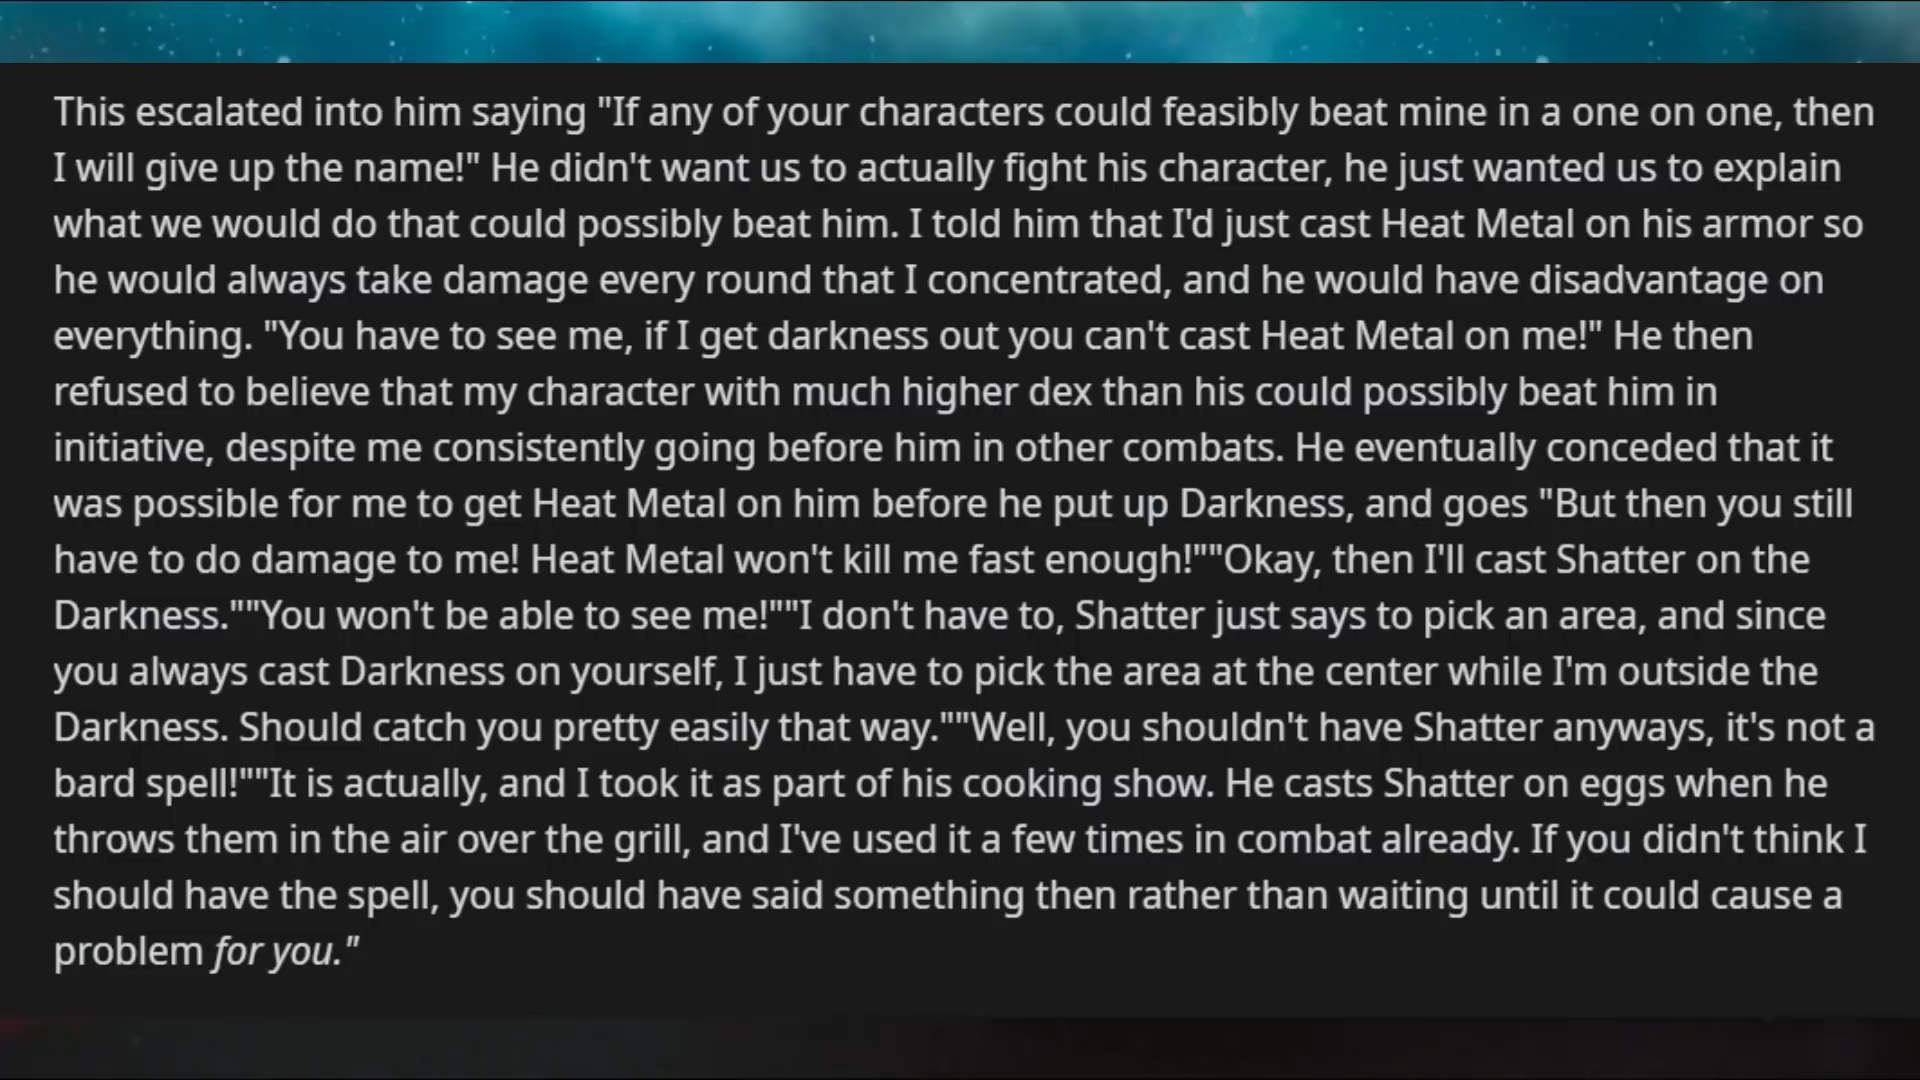 This escalated into him saying "If any of your characters could feasibly beat mine in a one on one, then
I will give up the name!" He didn't want us to actually fight his character, he just wanted us to explain
what we would do that could possibly beat him. I told him that I'd just cast Heat Metal on his armor so
he would always take damage every round that I concentrated, and he would have disadvantage on
everything. "You have to see me, if I get darkness out you can't cast Heat Metal on me!" He then
refused to believe that my character with much higher dex than his could possibly beat him in
initiative, despite me consistently going before him in other combats. He eventually conceded that it
was possible for me to get Heat Metal on him before he put up Darkness, and goes "But then you still
have to do damage to me! Heat Metal won't kill me fast enough!""Okay, then I'll cast Shatter on the
Darkness.""You won't be able to see me!""I don't have to, Shatter just says to pick an area, and since
you always cast Darkness on yourself, I just have to pick the area at the center while I'm outside the
Darkness. Should catch you pretty easily that way.""Well, you shouldn't have Shatter anyways, it's not a
bard spell!""It is actually, and I took it as part of his cooking show. He casts Shatter on eggs when he
throws them in the air over the grill, and I've used it a few times in combat already. If you didn't think I
should have the spell, you should have said something then rather than waiting until it could cause a
problem for you."